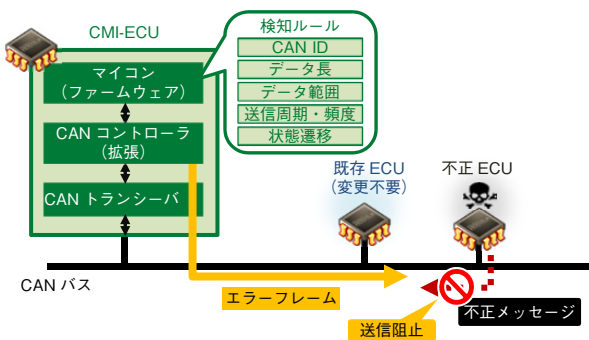 CMI-ECU
マイコン
（ファームウェア）
CAN コントローラ
（拡張）
CAN トランシーバ
検知ルール
CAN ID
データ長
データ範囲
送信周期・頻度
状態遷移
既存 ECU
（変更不要）
不正 ECU
CAN バス
エラーフレーム
不正メッセージ
送信阻止